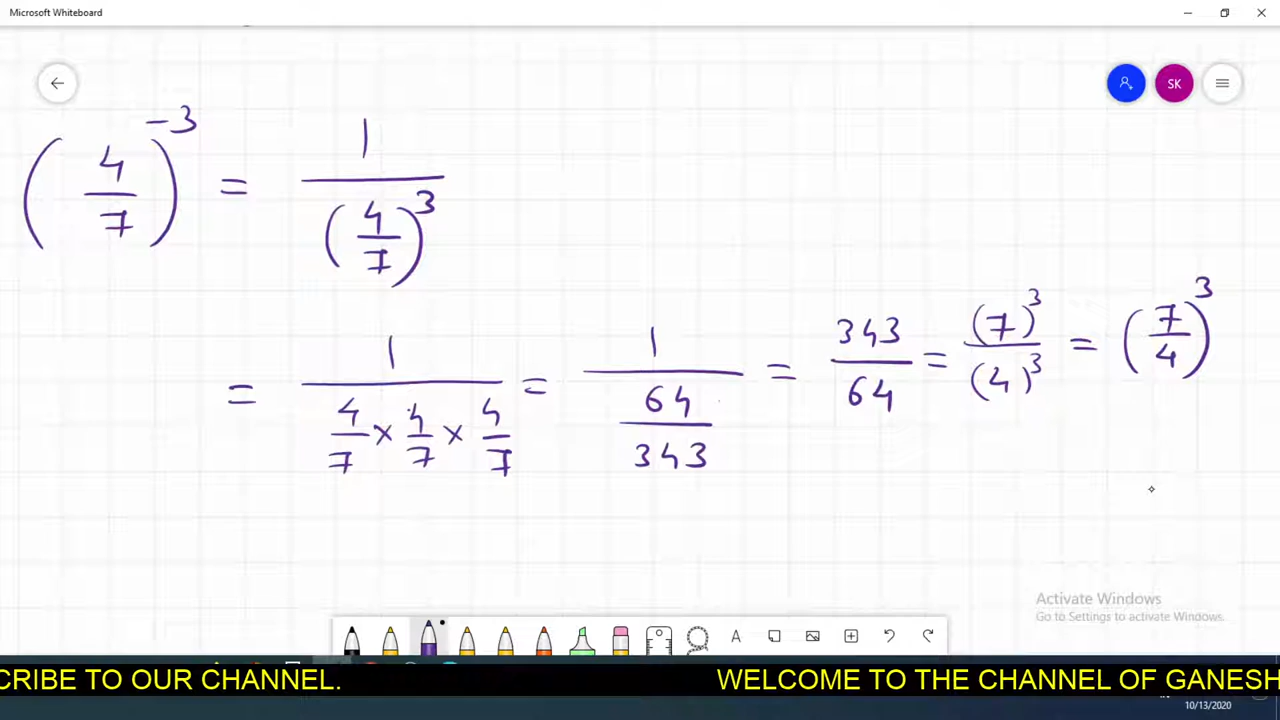 Microsoft Whiteboard
SK
(4/7)^-3 = 1/(4/7)^3
= 1/(4/7 × 4/7 × 4/7) = 1/(64/343) = 343/64 = (7)^3/(4)^3 = (7/4)^3
Activate Windows
Go to Settings to activate Windows.
A
CRIBE TO OUR CHANNEL. WELCOME TO THE CHANNEL OF GANESH
10/13/2020